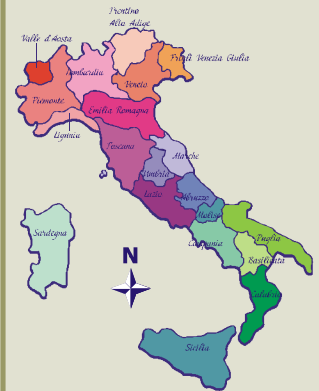 Trentino
Alto Adige
Valle d'Aosta
Friuli Venezia Giulia
Lombardia
Veneto
Piemonte
Emilia Romagna
Liguria
Toscana
Marche
Umbria
Lazio
Abruzzo
Molise
Campania
Puglia
Basilicata
Sardegna
Calabria
N
Sicilia